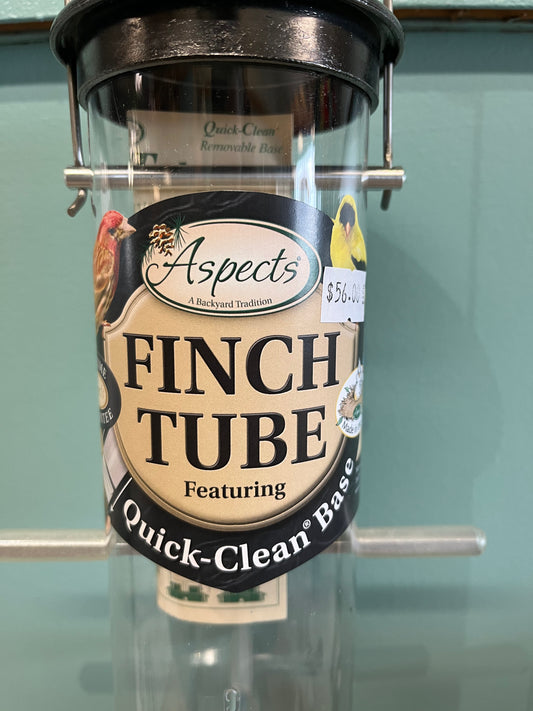 Quick-Clean®
Removable Base
Aspects®
A Backyard Tradition
$56.00
FINCH
TUBE
Featuring
Quick-Clean® Base